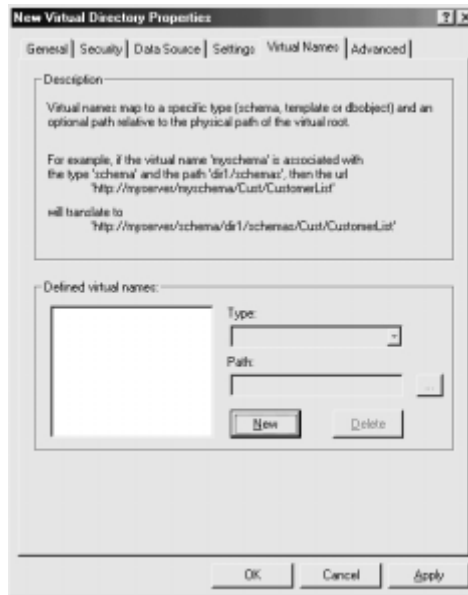 New Virtual Directory Properties
General Security Data Source Settings Virtual Names Advanced
Description
Virtual names map to a specific type (schema, template or dbobject) and an
optional path relative to the physical path of the virtual root.
For example, if the virtual name 'myschema' is associated with
the type 'schema' and the path 'dir1/schemas', then the url
'http://myserver/myschema/Cust/CustomerList'
will translate to
'http://myserver/schema/dir1/schemas/Cust/CustomerList'
Defined virtual names:
Type:
Path:
...
New Delete
OK Cancel Apply